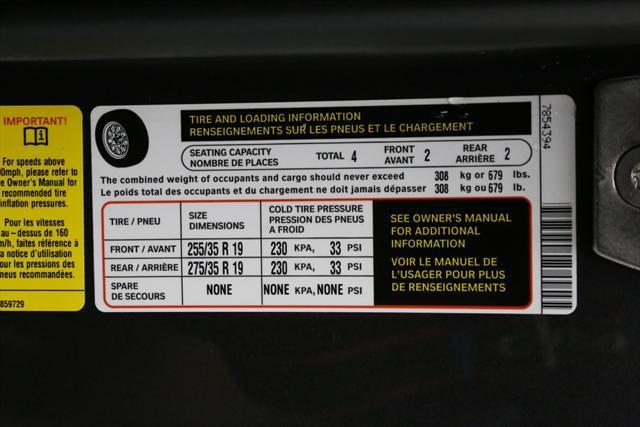 IMPORTANT!
For speeds above
mph, please refer to
Owner's Manual for
recommended tire
inflation pressures.
Pour les vitesses
au - dessus de 160
faites référence à
notice d'utilisation
pour les pressions des
pneus recommandées.
859729
TIRE AND LOADING INFORMATION
RENSEIGNEMENTS SUR LES PNEUS ET LE CHARGEMENT
SEATING CAPACITY
NOMBRE DE PLACES
TOTAL 4
FRONT
AVANT 2
REAR
ARRIÈRE 2
The combined weight of occupants and cargo should never exceed 308 kg or 679 lbs.
Le poids total des occupants et du chargement ne doit jamais dépasser 308 kg ou 679 lb.
TIRE / PNEU
SIZE
DIMENSIONS
COLD TIRE PRESSURE
PRESSION DES PNEUS
A FROID
FRONT / AVANT 255/35 R 19 230 KPA, 33 PSI
REAR / ARRIÈRE 275/35 R 19 230 KPA, 33 PSI
SPARE
DE SECOURS
NONE NONE KPA, NONE PSI
SEE OWNER'S MANUAL
FOR ADDITIONAL
INFORMATION
VOIR LE MANUEL DE
L'USAGER POUR PLUS
DE RENSEIGNEMENTS
7854394